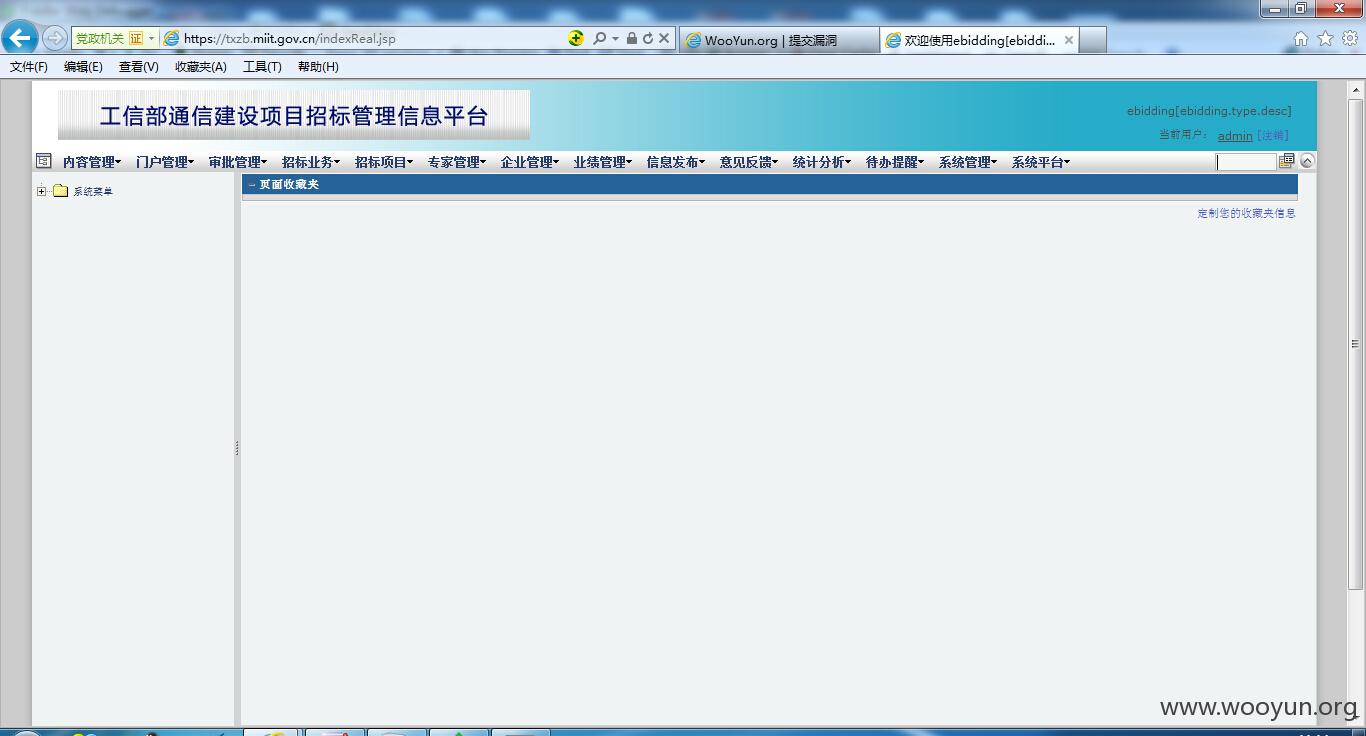 党政机关 证 https://txzb.miit.gov.cn/indexReal.jsp WooYun.org | 提交漏洞 欢迎使用ebidding[ebiddi...
文件(F) 编辑(E) 查看(V) 收藏夹(A) 工具(T) 帮助(H)
工信部通信建设项目招标管理信息平台
ebidding[ebidding.type.desc]
当前用户: admin [注销]
内容管理 门户管理 审批管理 招标业务 招标项目 专家管理 企业管理 业绩管理 信息发布 意见反馈 统计分析 待办提醒 系统管理 系统平台
系统菜单
页面收藏夹
定制您的收藏夹信息
www.wooyun.org